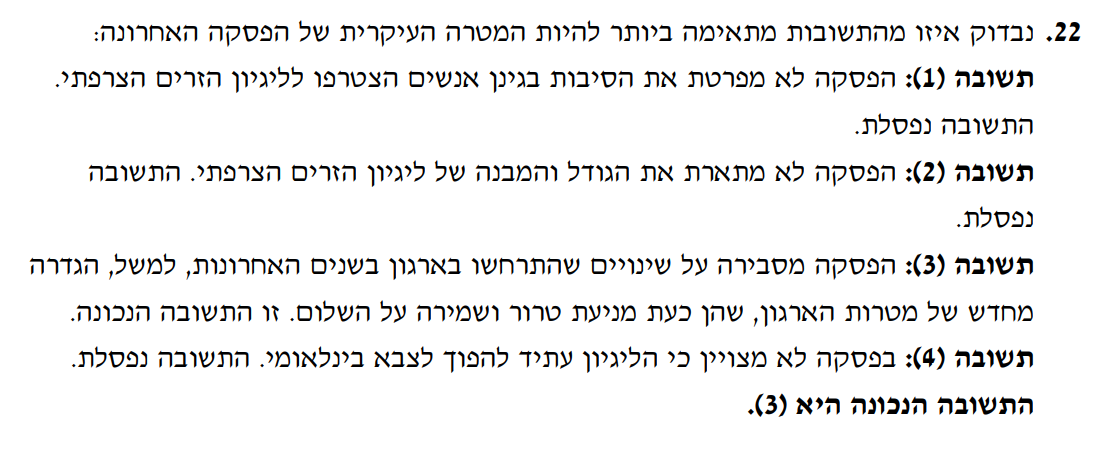 22. נבדוק איזו מהתשובות מתאימה ביותר להיות המטרה העיקרית של הפסקה האחרונה:
תשובה (1): הפסקה לא מפרטת את הסיבות בגינן אנשים הצטרפו לליגיון הזרים הצרפתי.
התשובה נפסלת.
תשובה (2): הפסקה לא מתארת את הגודל והמבנה של ליגיון הזרים הצרפתי. התשובה
נפסלת.
תשובה (3): הפסקה מסבירה על שינויים שהתרחשו בארגון בשנים האחרונות, למשל, הגדרה
מחדש של מטרות הארגון, שהן כעת מניעת טרור ושמירה על השלום. זו התשובה הנכונה.
תשובה (4): בפסקה לא מצויין כי הליגיון עתיד להפוך לצבא בינלאומי. התשובה נפסלת.
התשובה הנכונה היא (3).